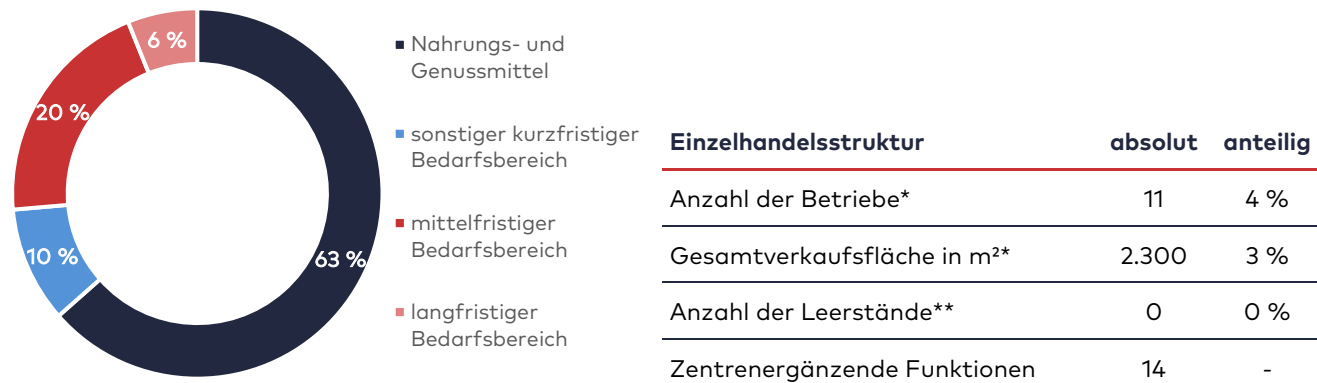 6 %
20 %
10 %
63 %
Nahrungs- und
Genussmittel
sonstiger kurzfristiger
Bedarfsbereich
mittelfristiger
Bedarfsbereich
langfristiger
Bedarfsbereich
Einzelhandelsstruktur absolut anteilig
Anzahl der Betriebe* 11 4 %
Gesamtverkaufsfläche in m²* 2.300 3 %
Anzahl der Leerstände** 0 0 %
Zentrenergänzende Funktionen 14 -